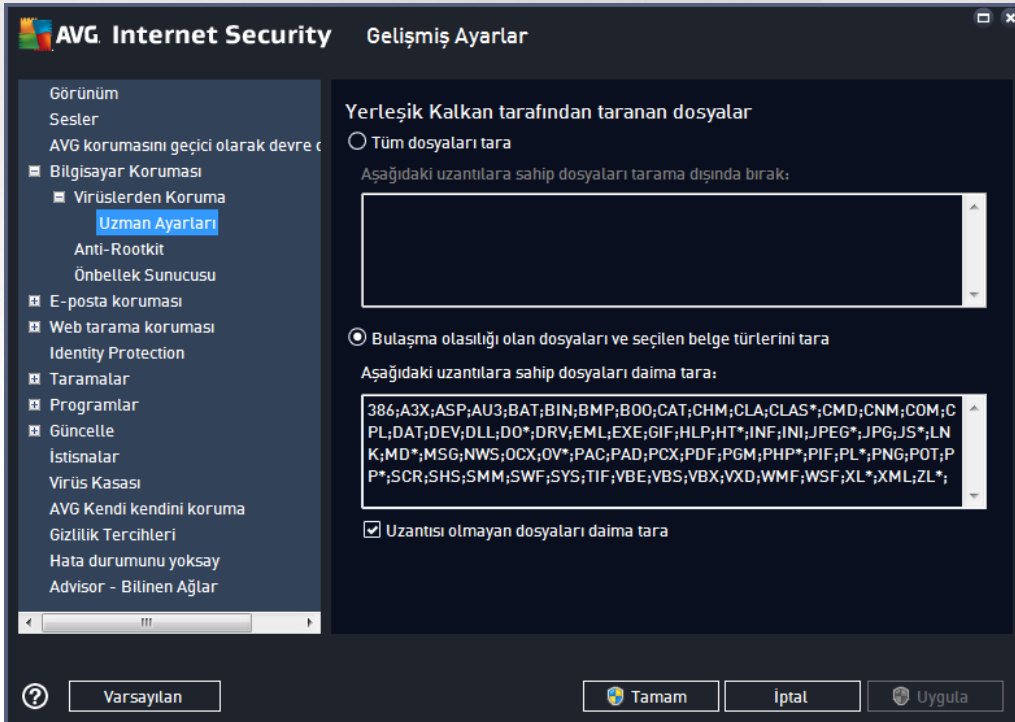 AVG. Internet Security Gelişmiş Ayarlar
Görünüm
Sesler
AVG korumasını geçici olarak devre
Bilgisayar Koruması
Virüslerden Koruma
Uzman Ayarları
Anti-Rootkit
Önbellek Sunucusu
E-posta koruması
Web tarama koruması
Identity Protection
Taramalar
Programlar
Güncelle
İstisnalar
Virüs Kasası
AVG Kendi kendini koruma
Gizlilik Tercihleri
Hata durumunu yoksay
Advisor - Bilinen Ağlar
Yerleşik Kalkan tarafından taranan dosyalar
Tüm dosyaları tara
Aşağıdaki uzantılara sahip dosyaları tarama dışında bırak:
Bulaşma olasılığı olan dosyaları ve seçilen belge türlerini tara
Aşağıdaki uzantılara sahip dosyaları daima tara:
386;A3X;ASP;AU3;BAT;BIN;BMP;BOO;CAT;CHM;CLA;CLAS*;CMD;CNM;COM;C
PL;DAT;DEV;DLL;DO*;DRV;EML;EXE;GIF;HLP;HT*;INF;INI;JPEG*;JPG;JS*;LN
K;MD*;MSG;NWS;OCX;OV*;PAC;PAD;PCX;PDF;PGM;PHP*;PIF;PL*;PNG;POT;P
P*;SCR;SHS;SMM;SWF;SYS;TIF;VBE;VBS;VBX;VXD;WMF;WSF;XL*;XML;ZL*;
Uzantısı olmayan dosyaları daima tara
Varsayılan
Tamam
İptal
Uygula